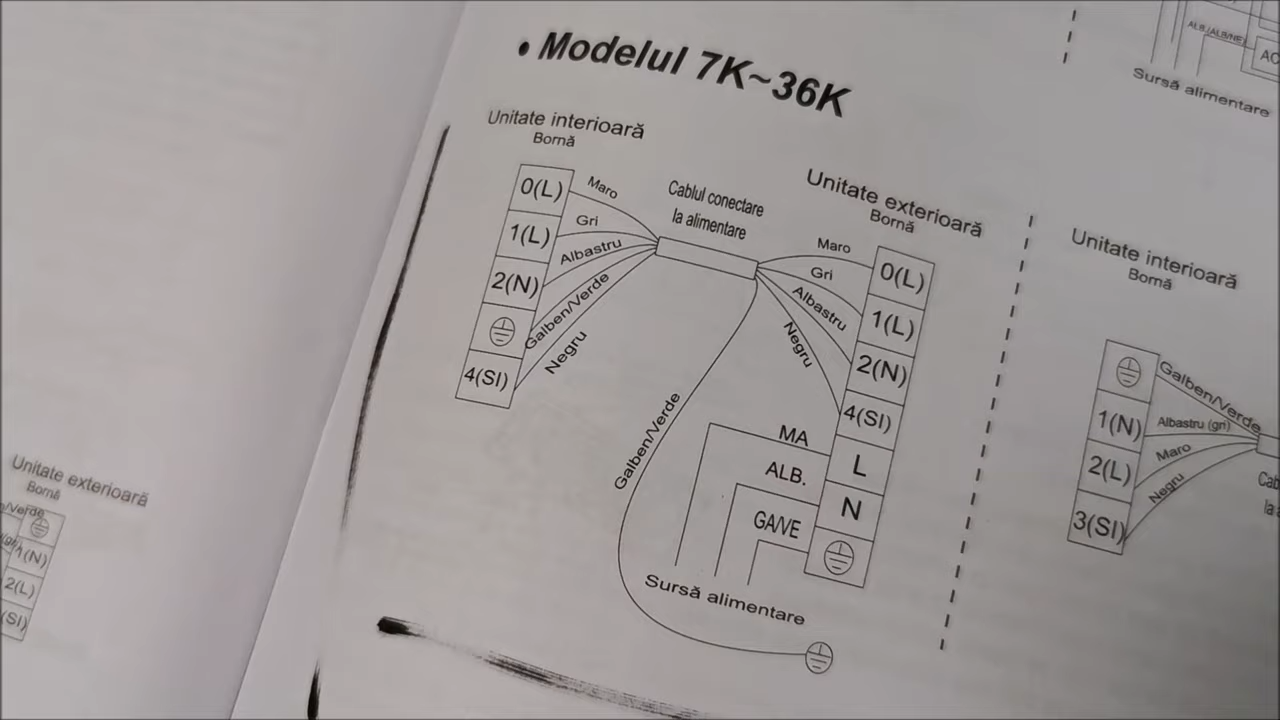 • Modelul 7K~36K
Unitate interioară
Bornă
0(L)
1(L)
2(N)
4(SI)
Maro
Gri
Albastru
Galben/Verde
Negru
Cablul conectare
la alimentare
Unitate exterioară
Bornă
Maro
Gri
Albastru
Negru
Galben/Verde
0(L)
1(L)
2(N)
4(SI)
L
N
MA
ALB.
GA/VE
Sursă alimentare
Sursă alimentare
Unitate interioară
Bornă
1(N)
2(L)
3(SI)
Galben/Verde
Albastru (gri)
Maro
Negru
Unitate exterioară
Bornă
1(N)
2(L)
(SI)